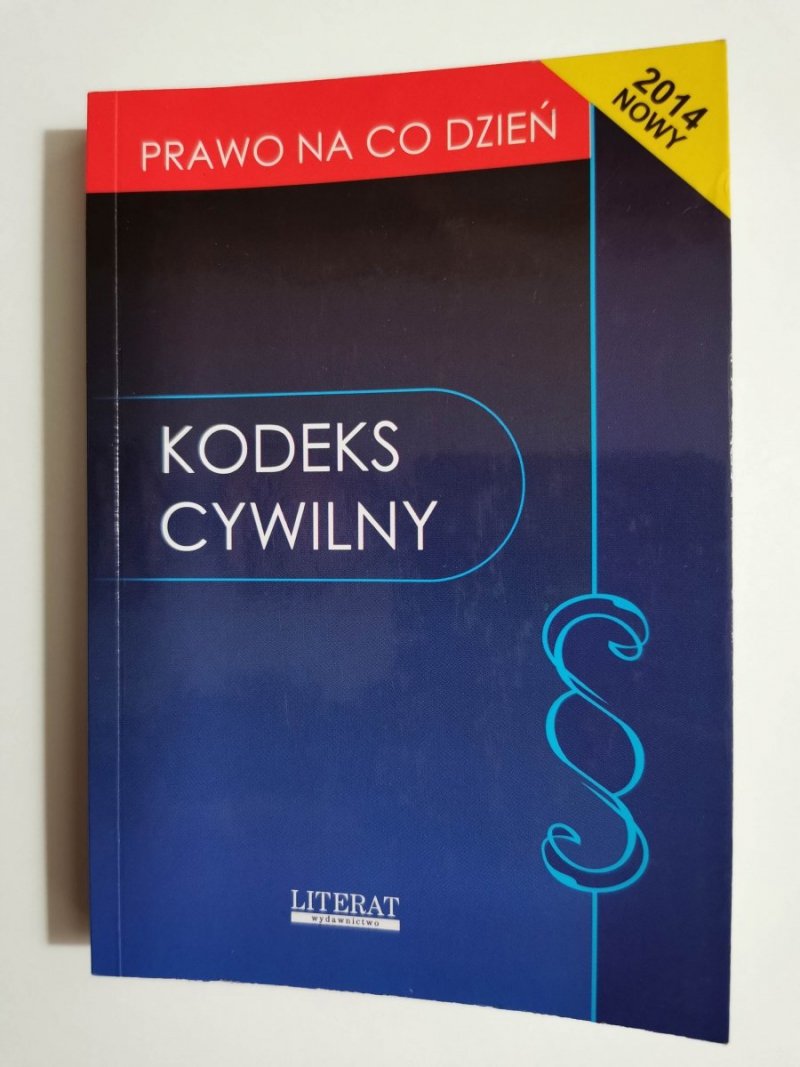 PRAWO NA CO DZIEŃ
2014
NOWY
KODEKS
CYWILNY
§
LITERAT
wydawnictwo